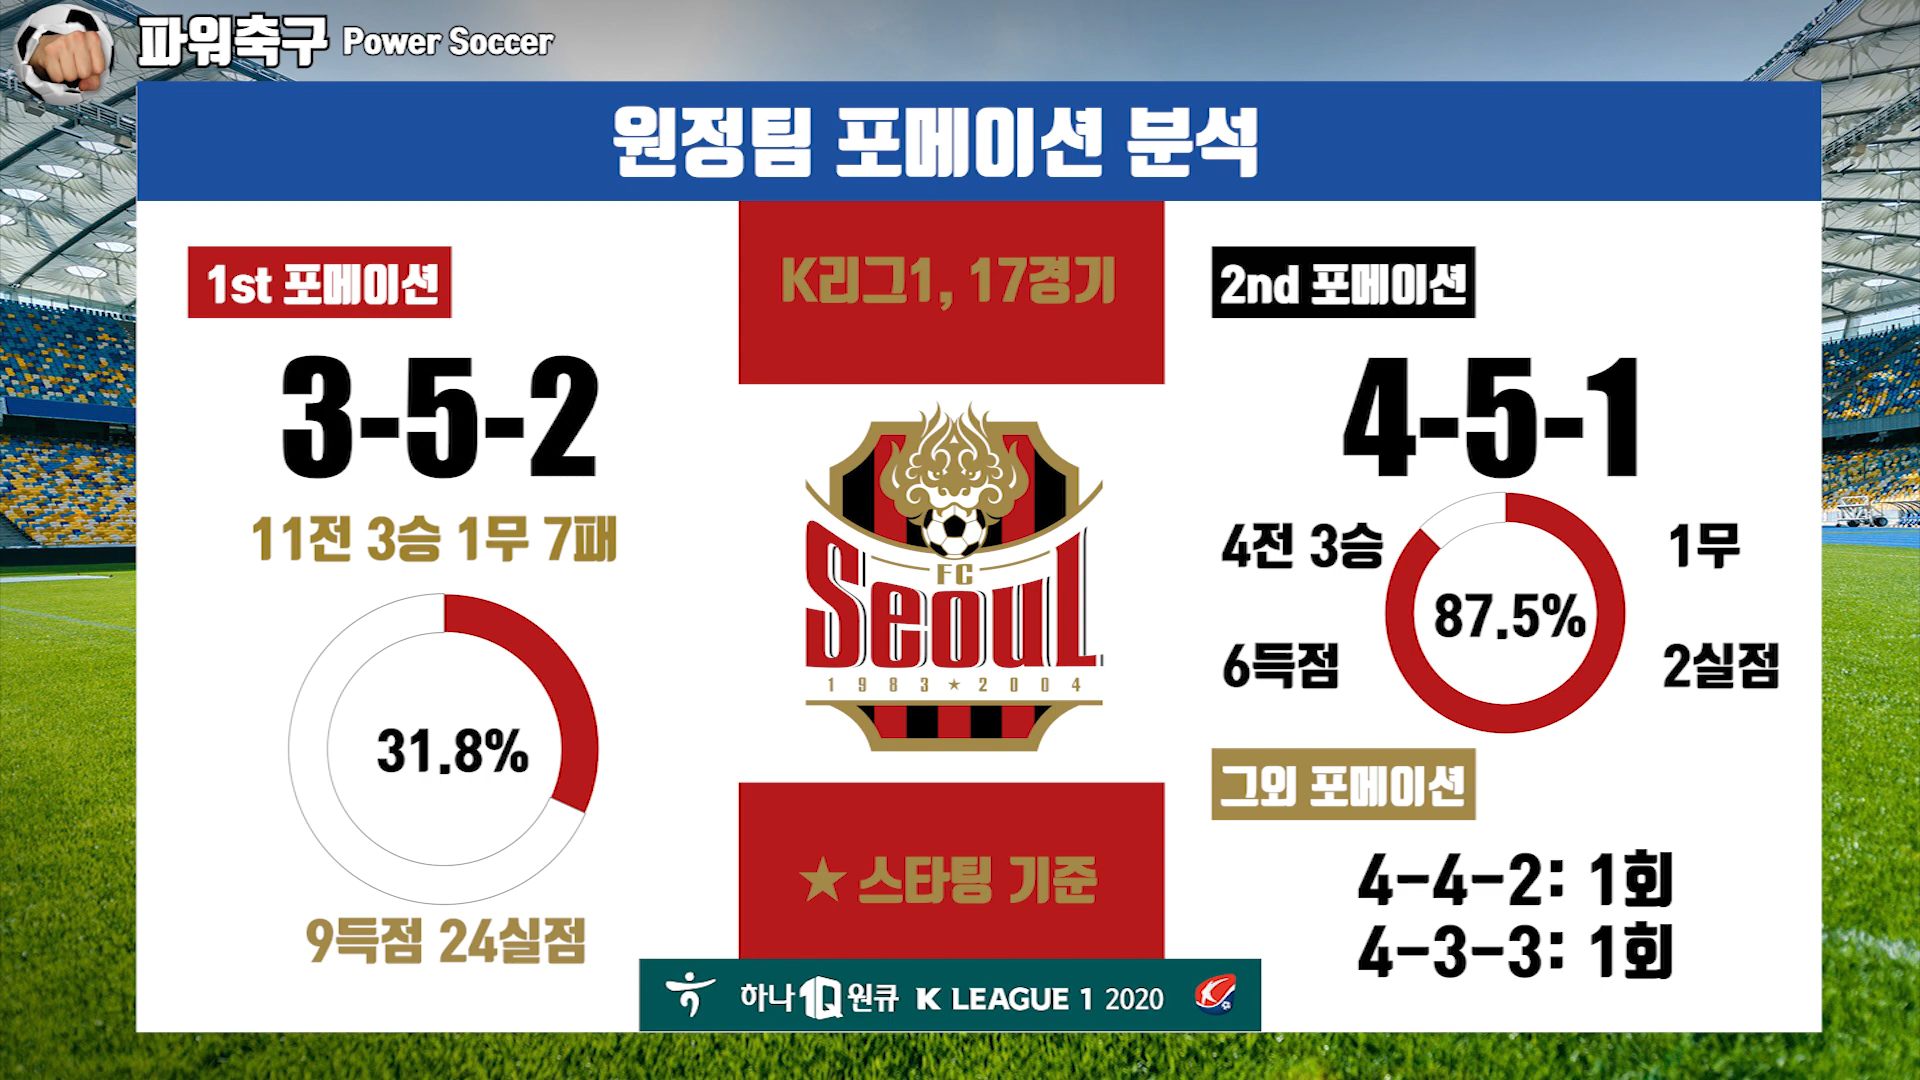 파워축구 Power Soccer
원정팀 포메이션 분석
1st 포메이션
3-5-2
11전 3승 1무 7패
31.8%
9득점 24실점
K리그1, 17경기
FC
SEOUL
1983★2004
★ 스타팅 기준
2nd 포메이션
4-5-1
4전 3승 1무
87.5%
6득점 2실점
그외 포메이션
4-4-2: 1회
4-3-3: 1회
하나1Q원큐 K LEAGUE 1 2020